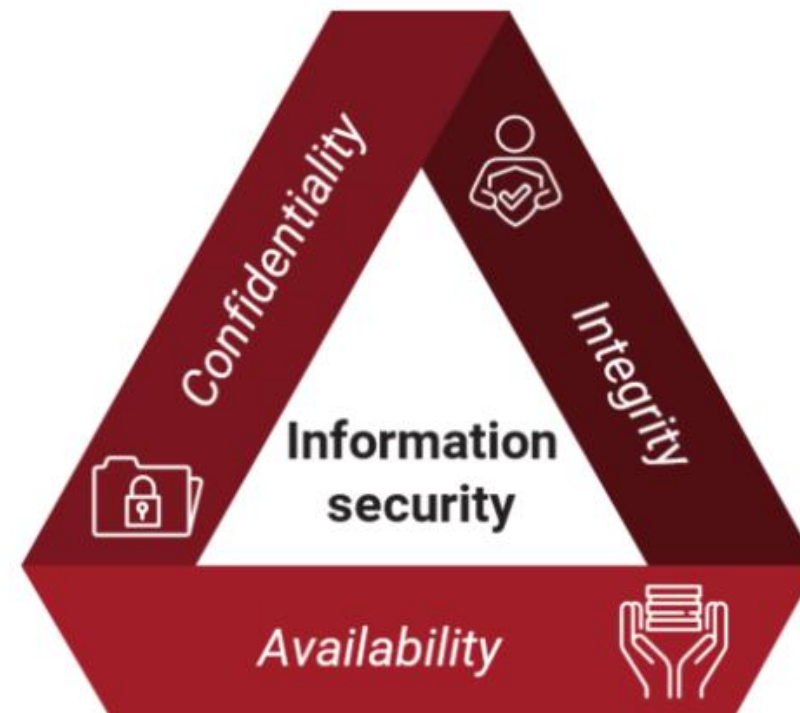 Confidentiality
Integrity
Information
security
Availability